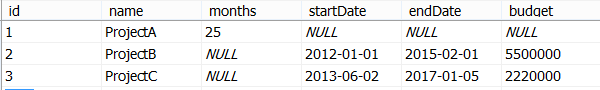 id name months startDate endDate budget
1 ProjectA 25 NULL NULL NULL
2 ProjectB NULL 2012-01-01 2015-02-01 5500000
3 ProjectC NULL 2013-06-02 2017-01-05 2220000